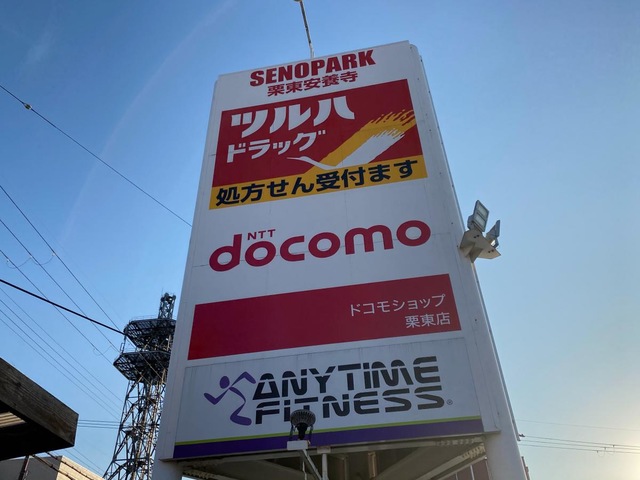 SENOPARK
栗東安養寺
ツルハ
ドラッグ
処方せん受付ます
NTT
docomo
ドコモショップ
栗東店
ANYTIME
FITNESS®